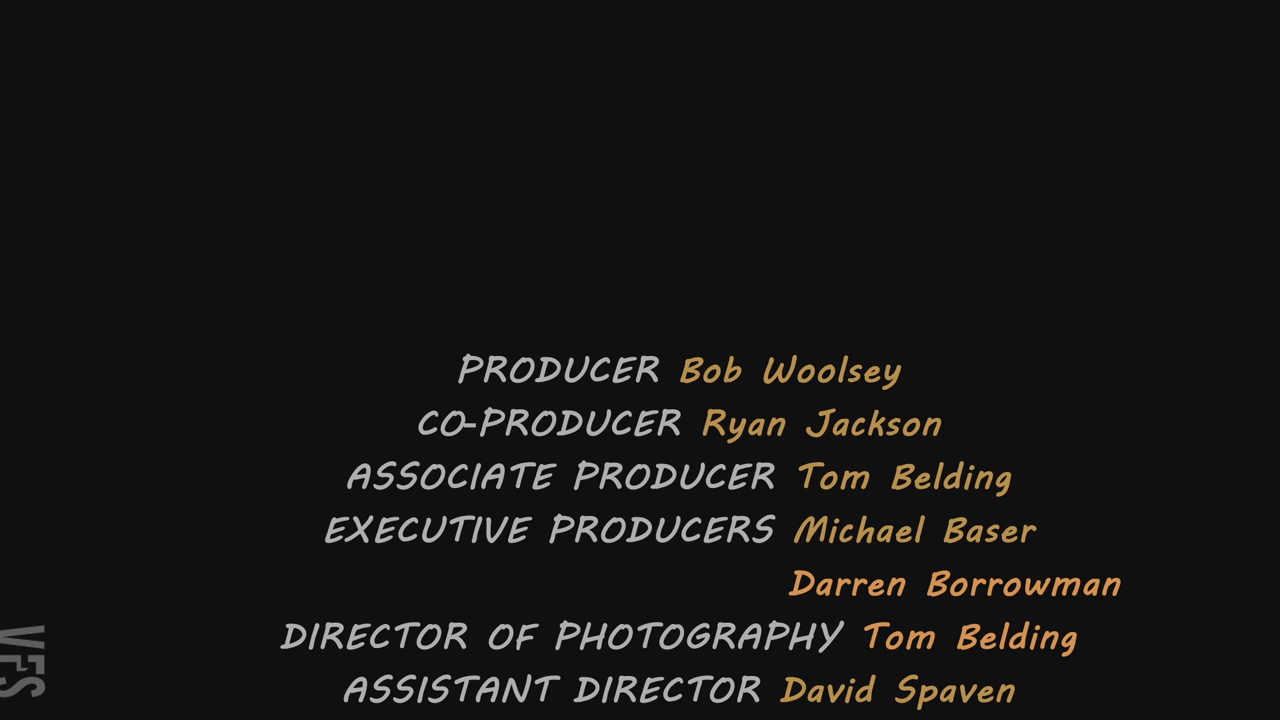 PRODUCER Bob Woolsey
CO-PRODUCER Ryan Jackson
ASSOCIATE PRODUCER Tom Belding
EXECUTIVE PRODUCERS Michael Baser
Darren Borrowman
DIRECTOR OF PHOTOGRAPHY Tom Belding
ASSISTANT DIRECTOR David Spaven
VFS